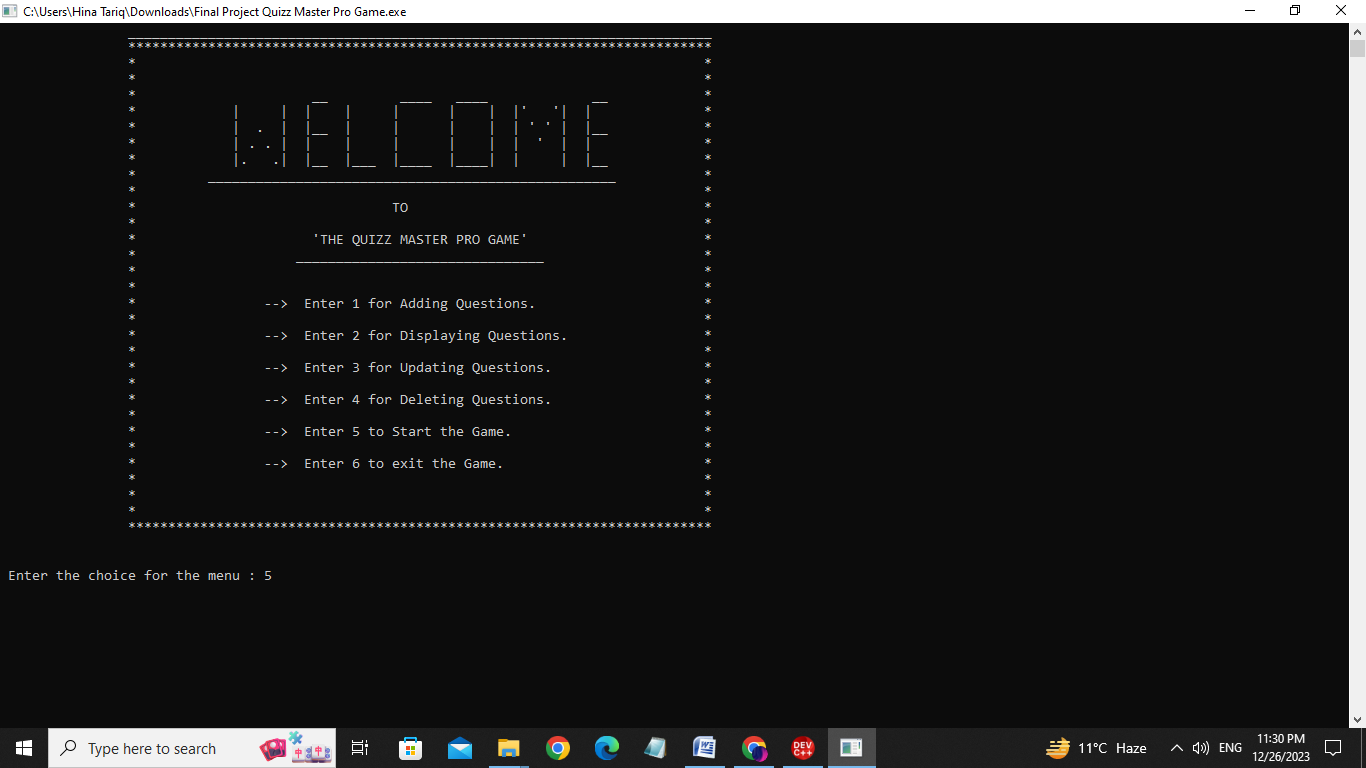 C:\Users\Hina Tariq\Downloads\Final Project Quizz Master Pro Game.exe
WELCOME
TO
'THE QUIZZ MASTER PRO GAME'
--> Enter 1 for Adding Questions.
--> Enter 2 for Displaying Questions.
--> Enter 3 for Updating Questions.
--> Enter 4 for Deleting Questions.
--> Enter 5 to Start the Game.
--> Enter 6 to exit the Game.
Enter the choice for the menu : 5
Type here to search
DEV C++
11°C Haze
ENG
11:30 PM
12/26/2023